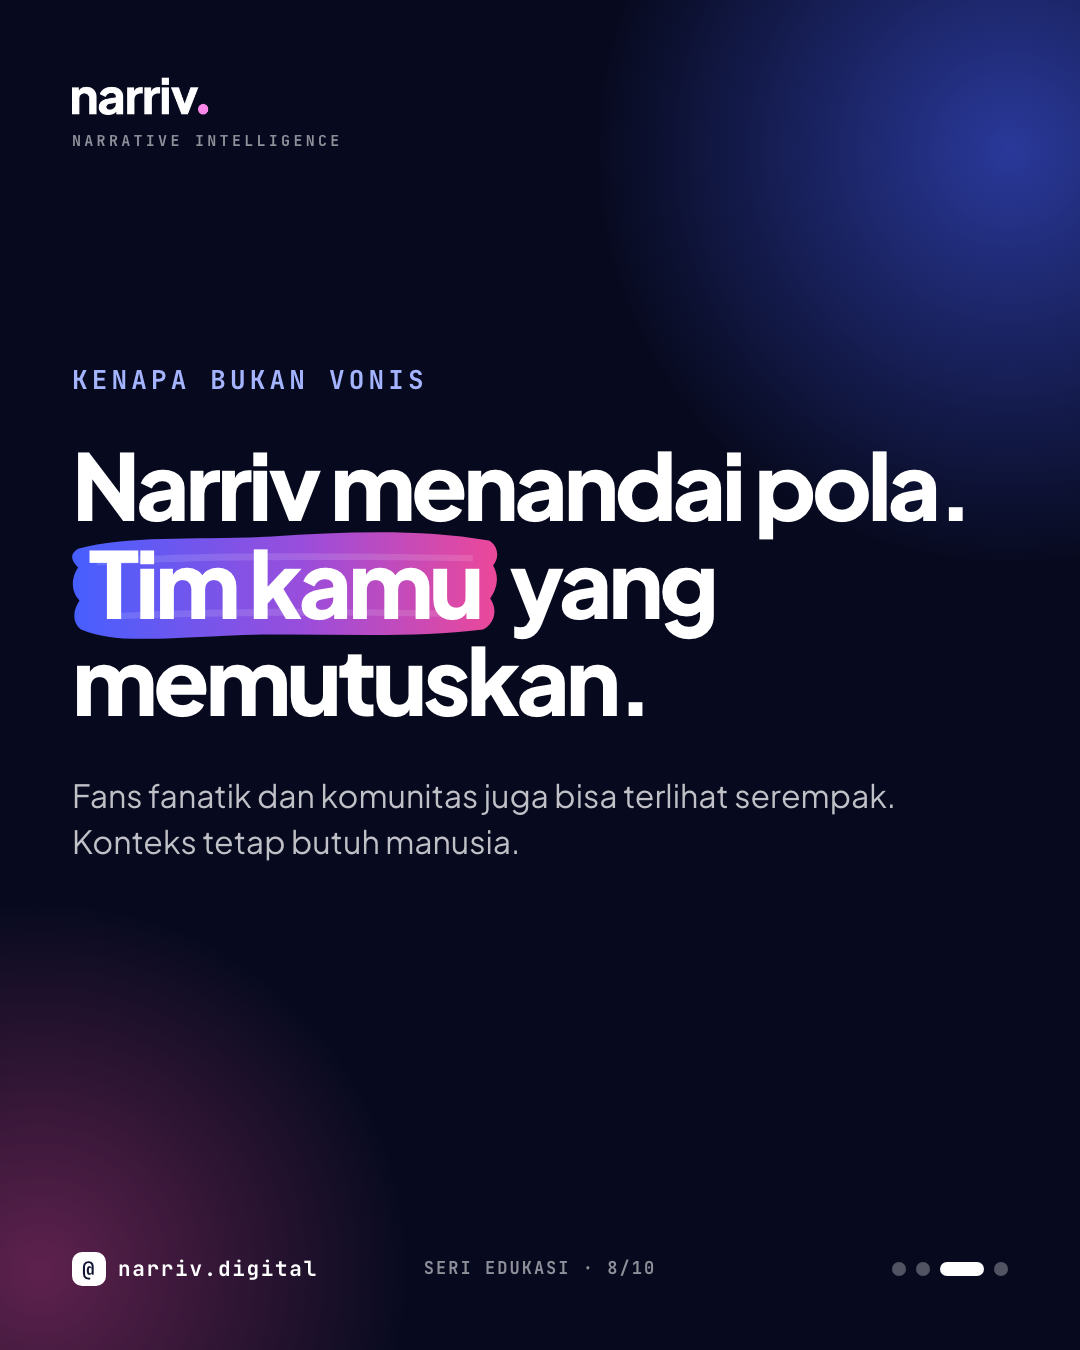 narriv.
NARRATIVE INTELLIGENCE
KENAPA BUKAN VONIS
Narriv menandai pola.
Tim kamu yang
memutuskan.
Fans fanatik dan komunitas juga bisa terlihat serempak.
Konteks tetap butuh manusia.
@ narriv.digital
SERI EDUKASI · 8/10